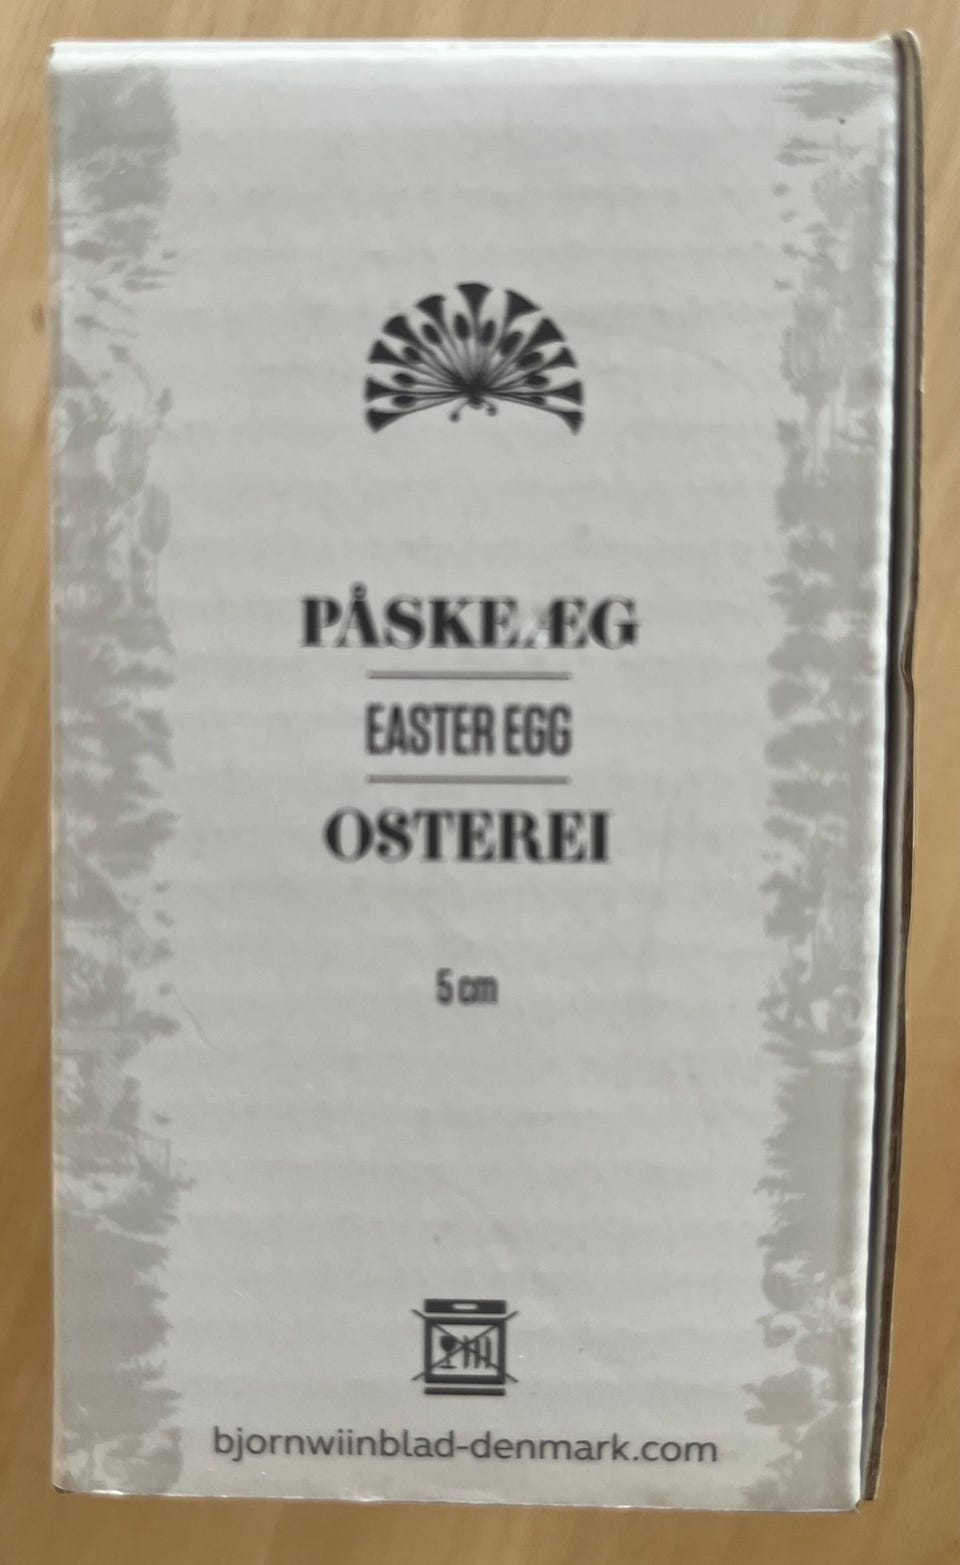 PÅSKEÆG
EASTER EGG
OSTEREI
5 cm
bjornwiinblad-denmark.com